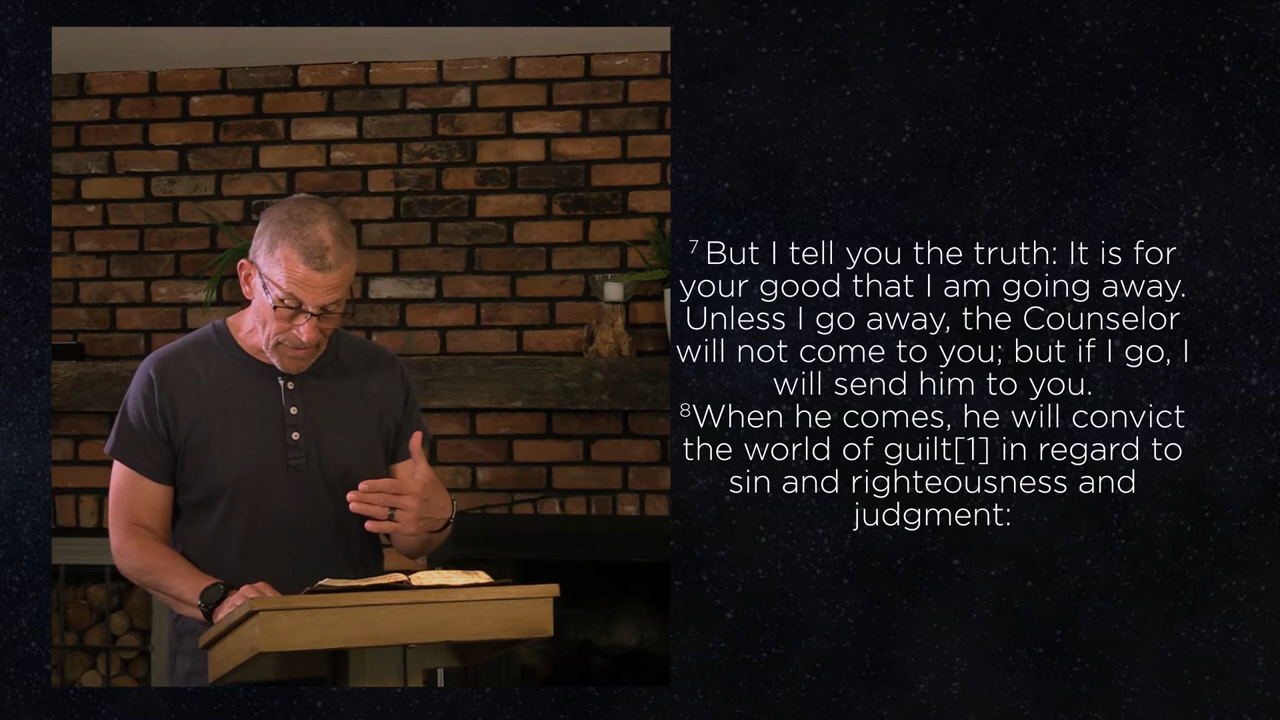 ⁷ But I tell you the truth: It is for
your good that I am going away.
Unless I go away, the Counselor
will not come to you; but if I go, I
will send him to you.
⁸When he comes, he will convict
the world of guilt[1] in regard to
sin and righteousness and
judgment: